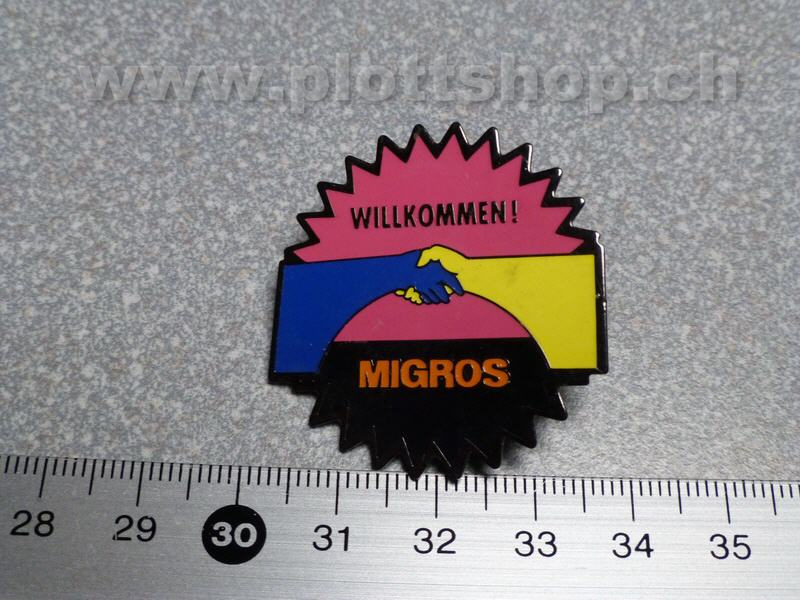 www.plottshop.ch
WILLKOMMEN!
MIGROS
28 29 30 31 32 33 34 35